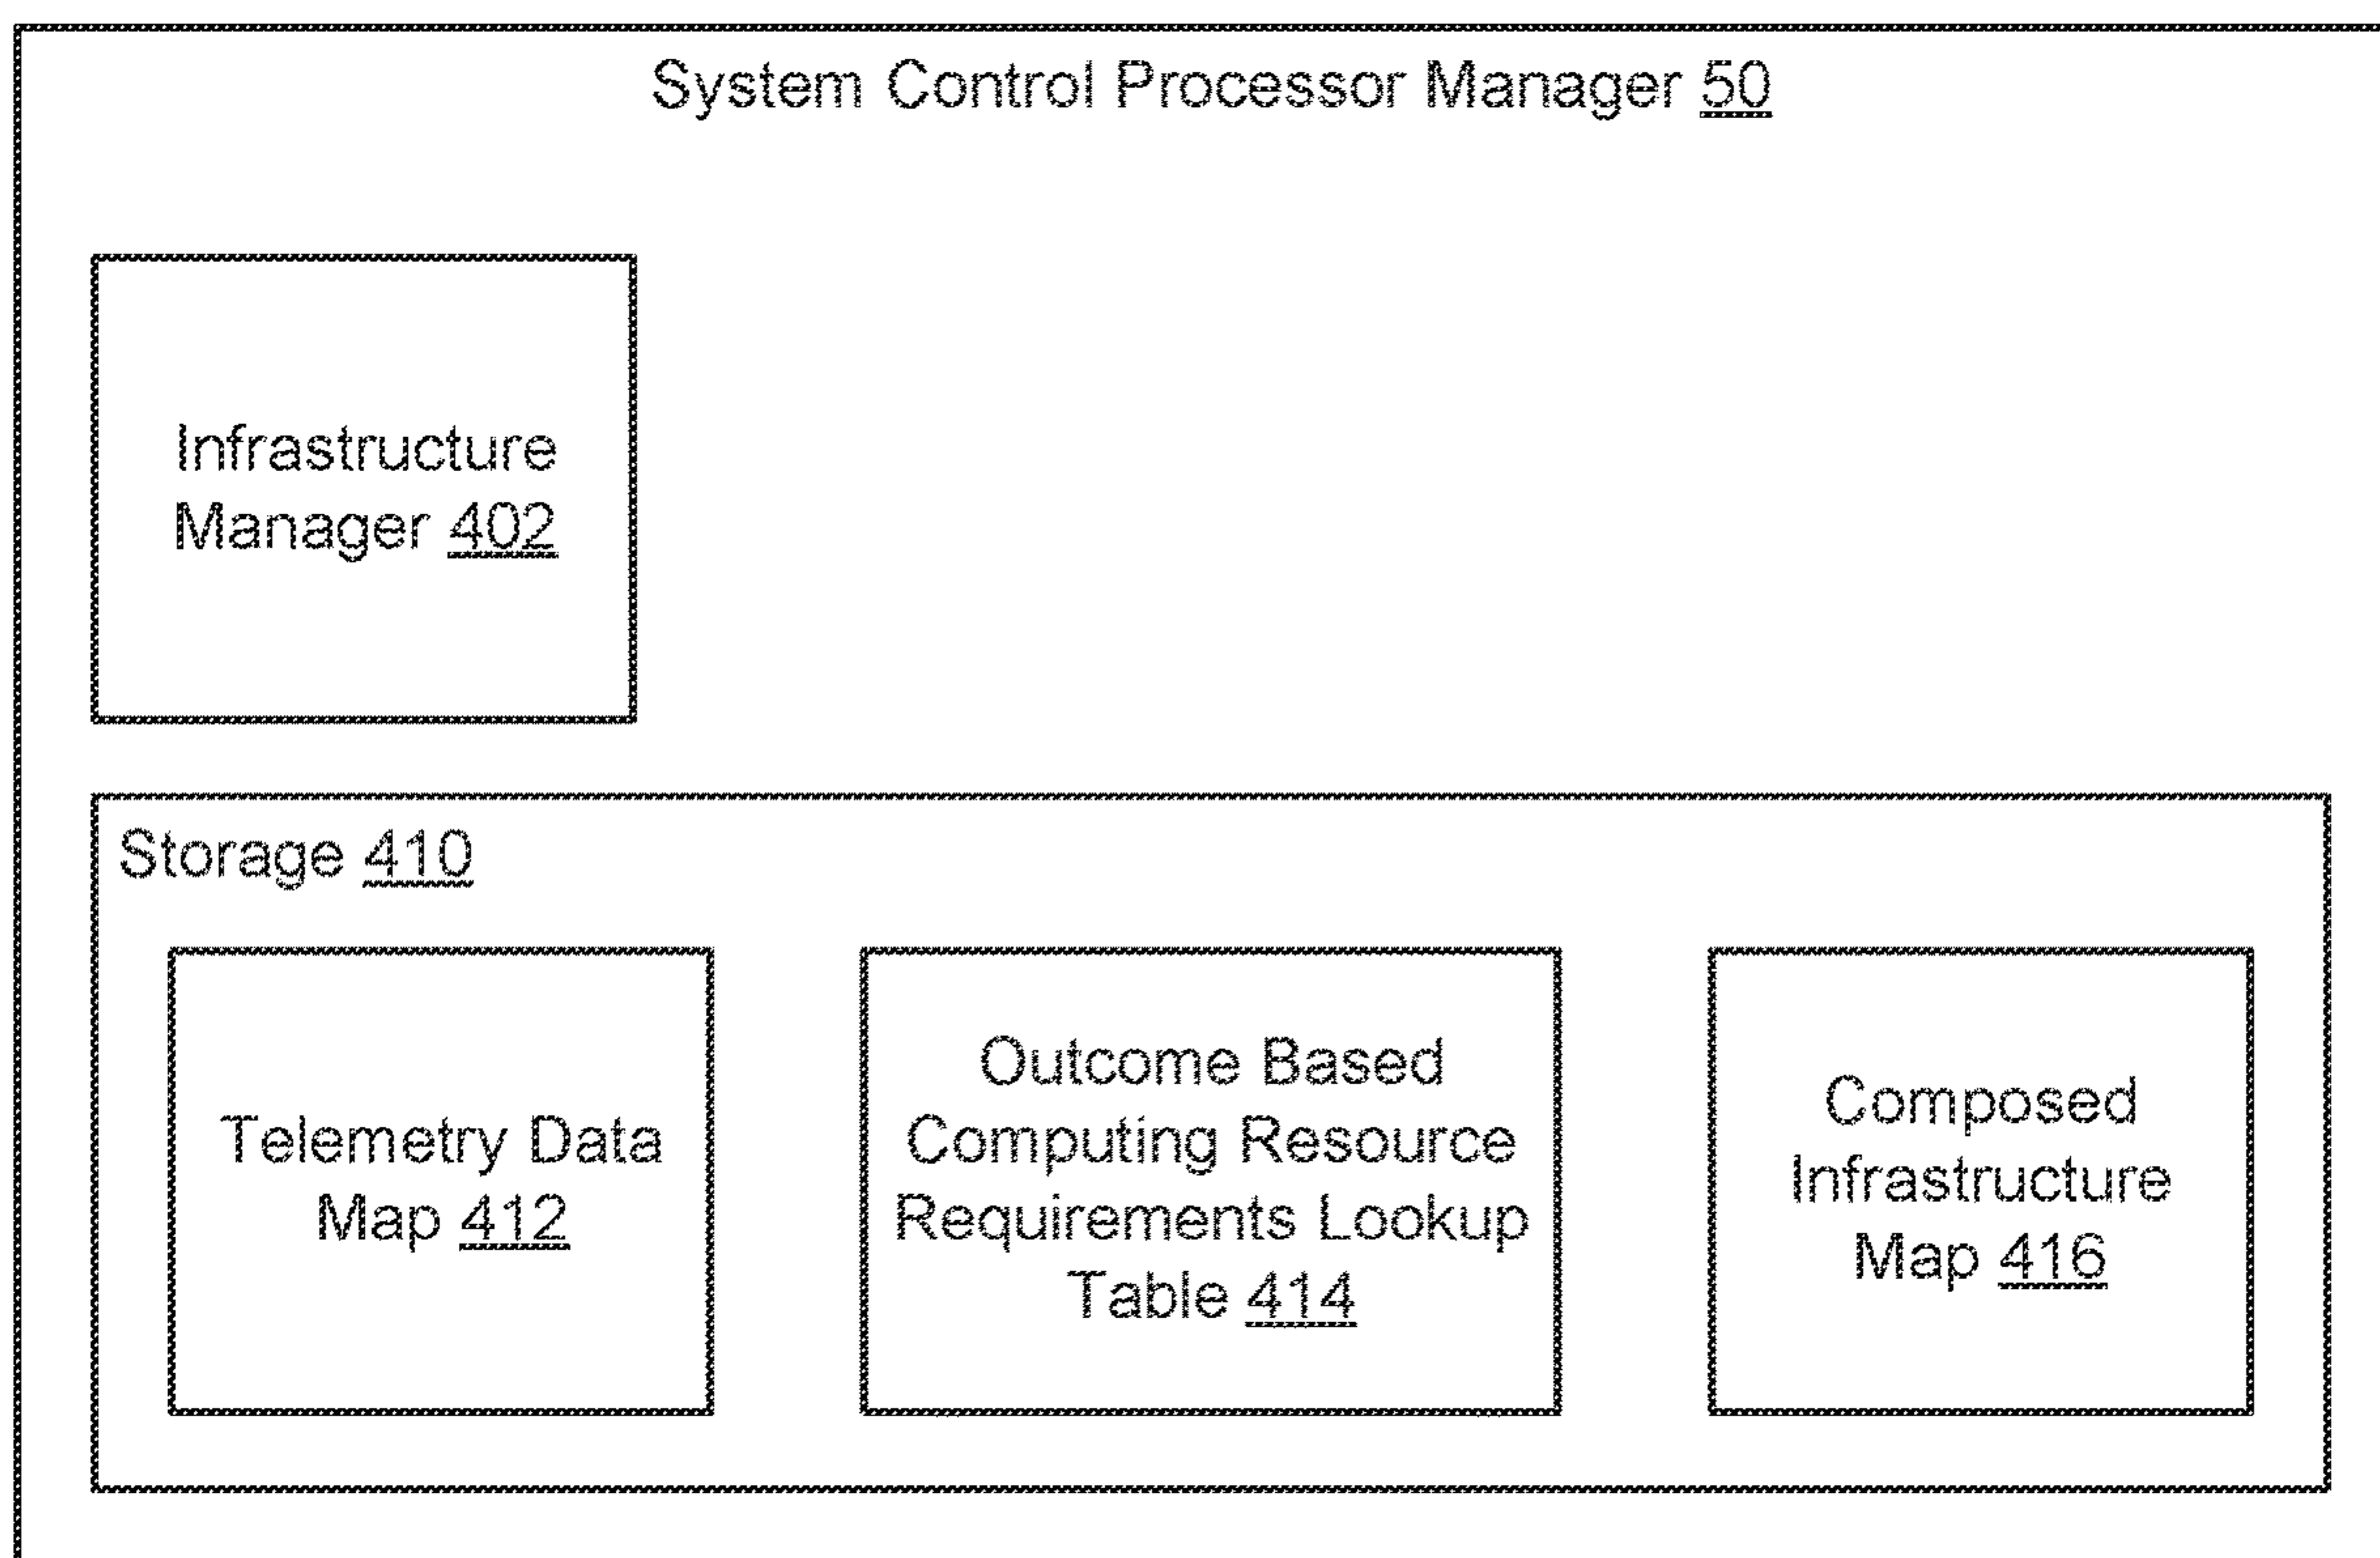 System Control Processor Manager 50
Infrastructure
Manager 402
Storage 410
Telemetry Data
Map 412
Outcome Based
Computing Resource
Requirements Lookup
Table 414
Composed
Infrastructure
Map 416